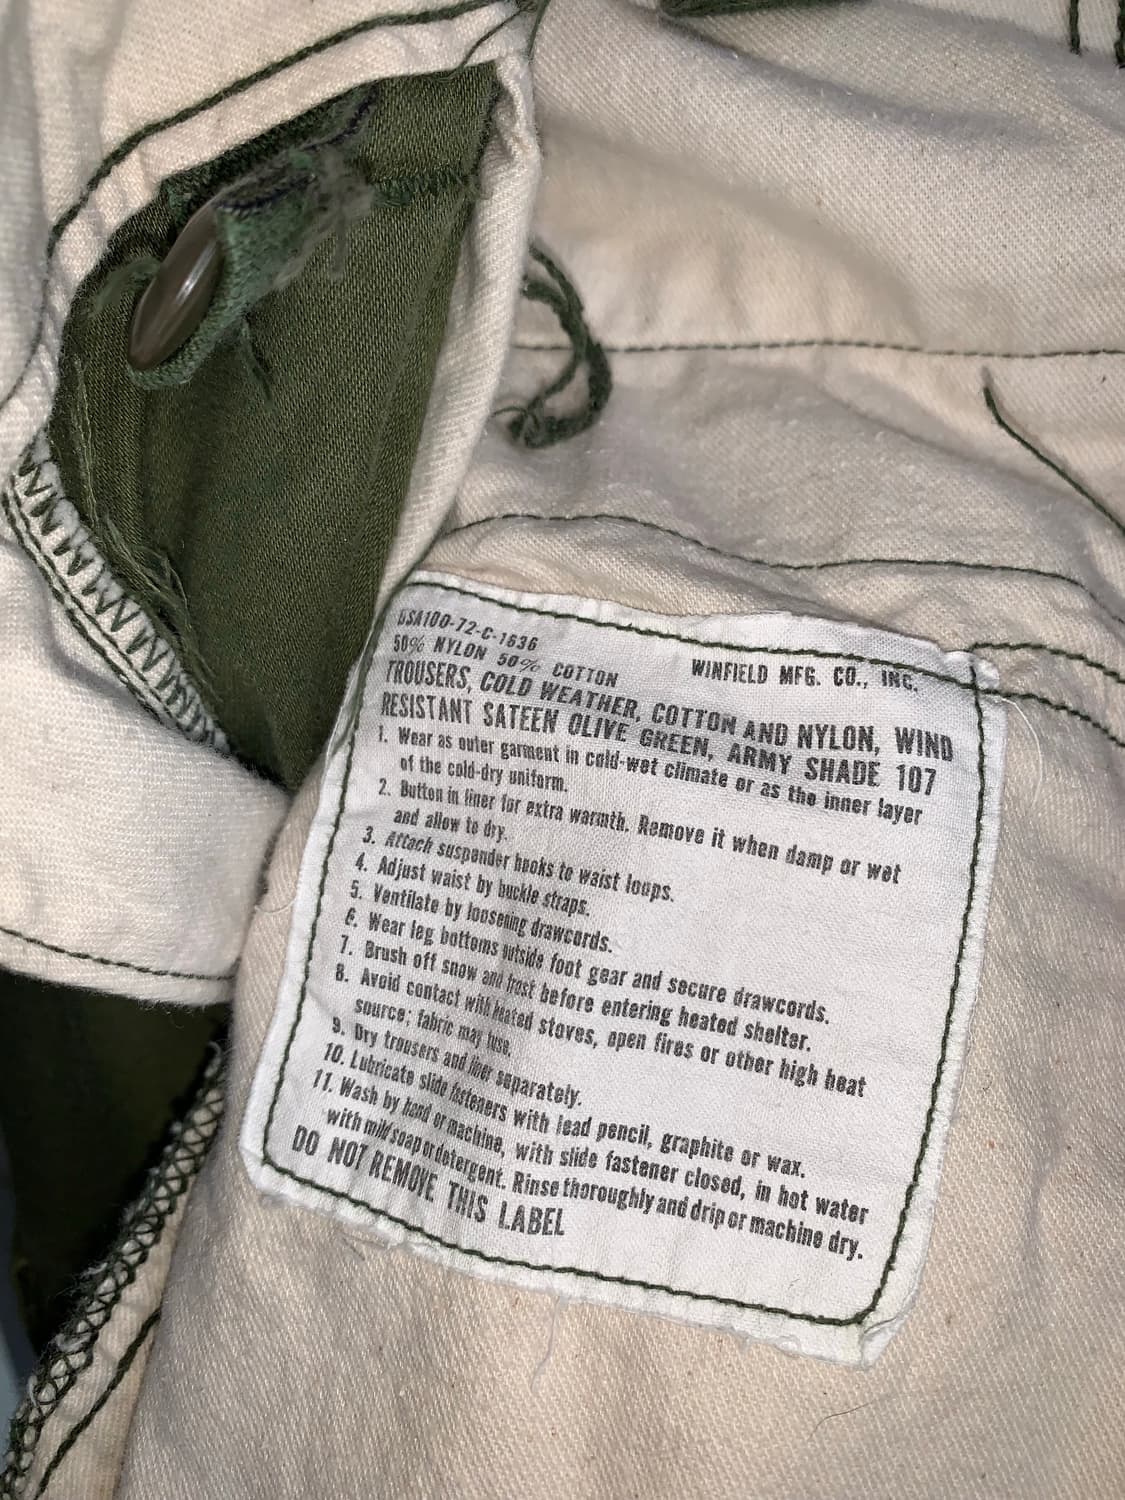 DSA100-72-C-1636
50% NYLON 50% COTTON
WINFIELD MFG. CO., INC.
TROUSERS, COLD WEATHER, COTTON AND NYLON, WIND
RESISTANT SATEEN OLIVE GREEN, ARMY SHADE 107
1. Wear as outer garment in cold-wet climate or as the inner layer
of the cold-dry uniform.
2. Button in liner for extra warmth. Remove it when damp or wet
and allow to dry.
3. Attach suspender hooks to waist loops.
4. Adjust waist by buckle straps.
5. Ventilate by loosening drawcords.
6. Wear leg bottoms outside foot gear and secure drawcords.
7. Brush off snow and frost before entering heated shelter.
8. Avoid contact with heated stoves, open fires or other high heat
source; fabric may fuse.
9. Dry trousers and liner separately.
10. Lubricate slide fasteners with lead pencil, graphite or wax.
11. Wash by hand or machine, with slide fastener closed, in hot water
with mild soap or detergent. Rinse thoroughly and drip or machine dry.
DO NOT REMOVE THIS LABEL